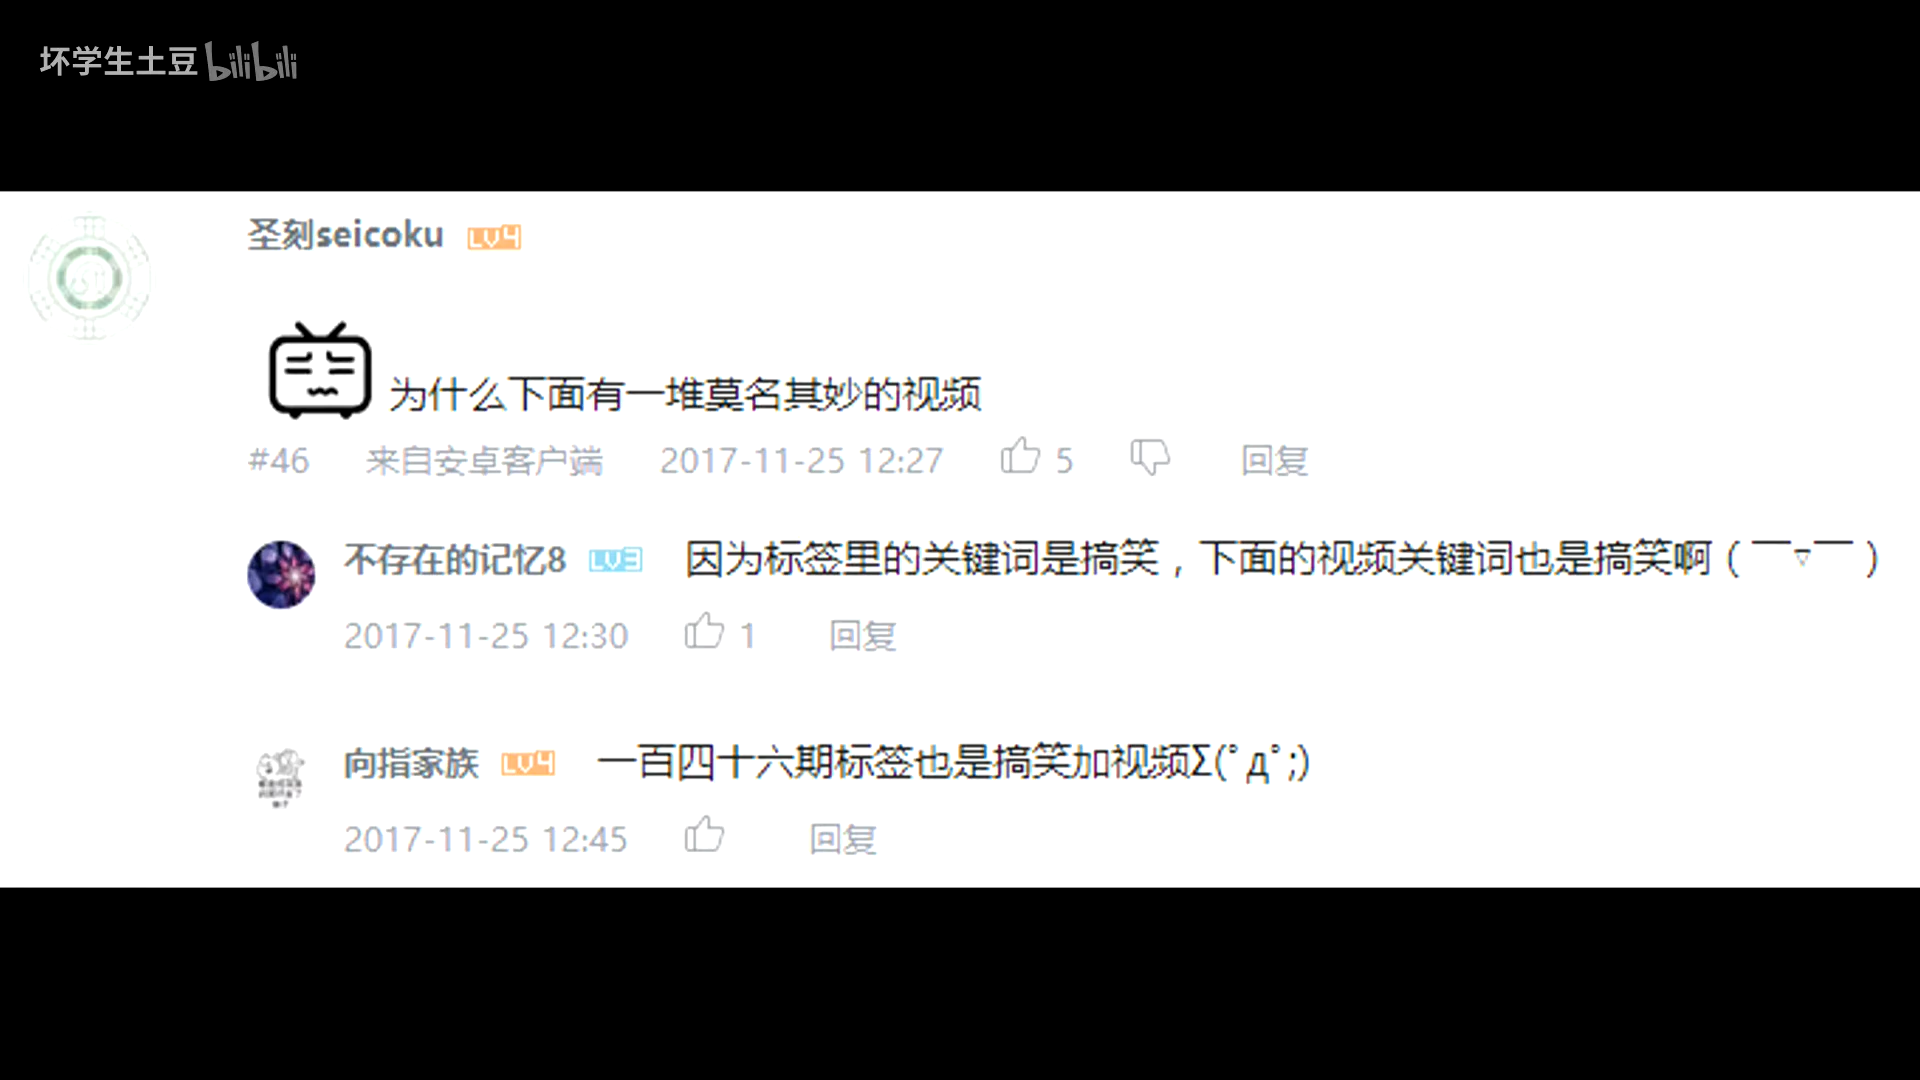 坏学生土豆 bilibili
圣刻seicoku LV4
为什么下面有一堆莫名其妙的视频
#46 来自安卓客户端 2017-11-25 12:27 5 回复
不存在的记忆8 LV3 因为标签里的关键词是搞笑，下面的视频关键词也是搞笑啊(￣▽￣)
2017-11-25 12:30 1 回复
向指家族 LV4 一百四十六期标签也是搞笑加视频Σ(ﾟдﾟ;)
2017-11-25 12:45 回复